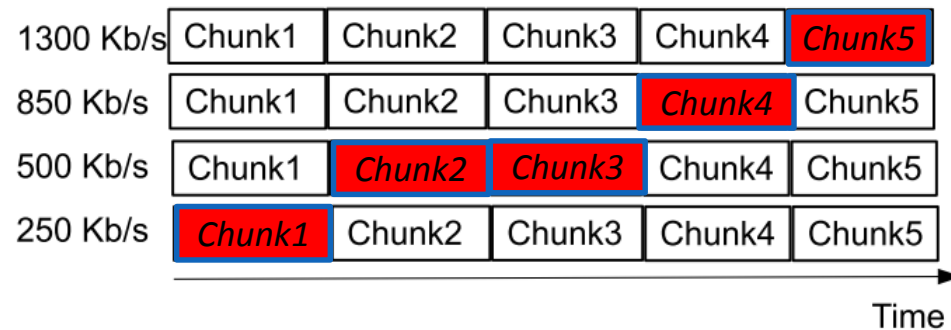 1300 Kb/s Chunk1 Chunk2 Chunk3 Chunk4 Chunk5
850 Kb/s Chunk1 Chunk2 Chunk3 Chunk4 Chunk5
500 Kb/s Chunk1 Chunk2 Chunk3 Chunk4 Chunk5
250 Kb/s Chunk1 Chunk2 Chunk3 Chunk4 Chunk5
Time